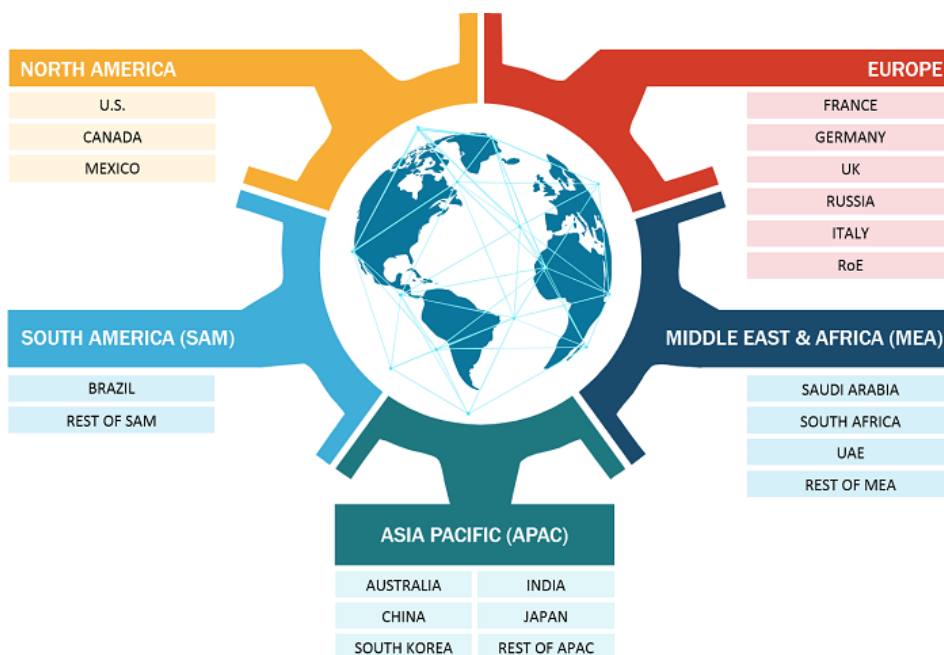 NORTH AMERICA
U.S.
CANADA
MEXICO
EUROPE
FRANCE
GERMANY
UK
RUSSIA
ITALY
RoE
SOUTH AMERICA (SAM)
BRAZIL
REST OF SAM
MIDDLE EAST & AFRICA (MEA)
SAUDI ARABIA
SOUTH AFRICA
UAE
REST OF MEA
ASIA PACIFIC (APAC)
AUSTRALIA
INDIA
CHINA
JAPAN
SOUTH KOREA
REST OF APAC